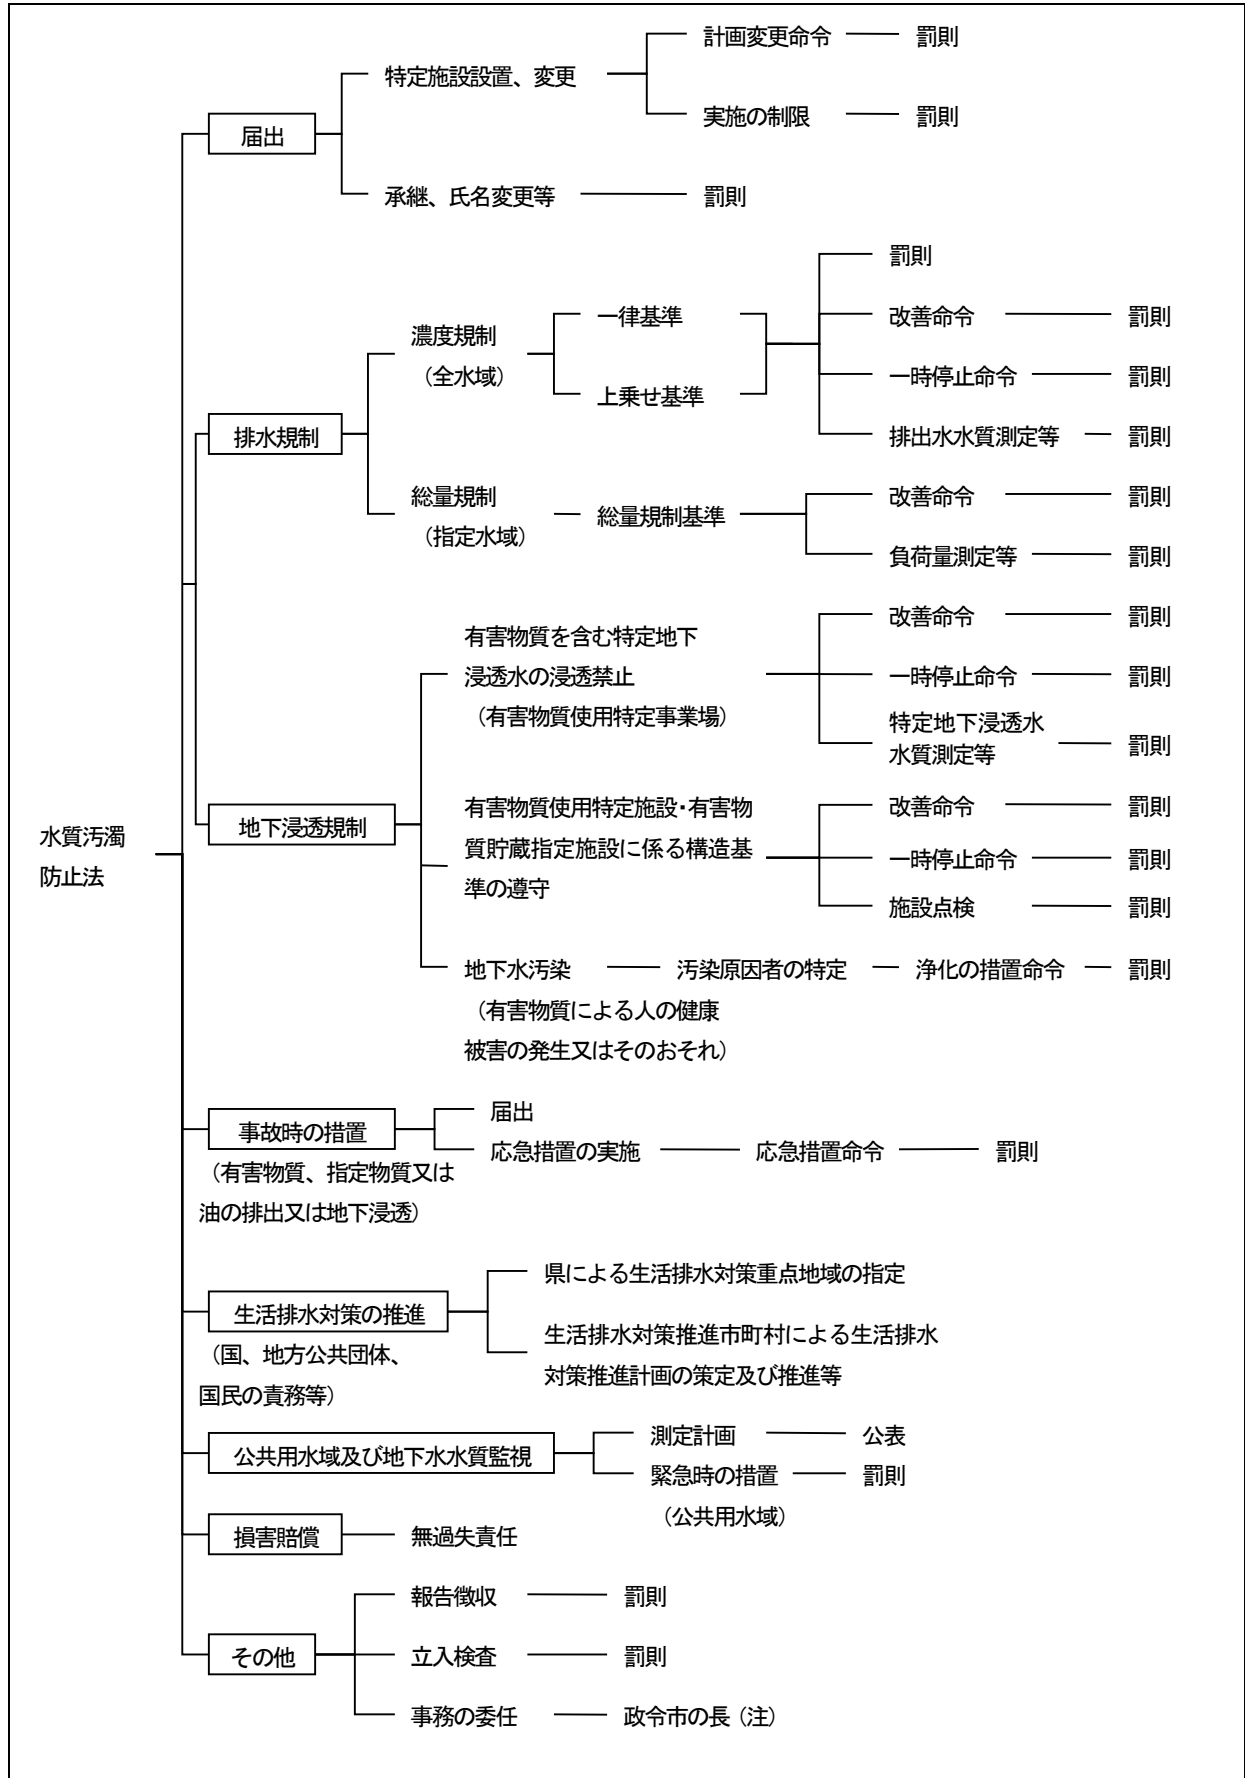 計画変更命令 罰則
特定施設設置、変更
実施の制限 罰則
届出
承継、氏名変更等 罰則
罰則
一律基準 改善命令 罰則
濃度規制
（全水域） 一時停止命令 罰則
上乗せ基準
排水規制 排出水水質測定等 罰則
総量規制 改善命令 罰則
（指定水域） 総量規制基準
負荷量測定等 罰則
改善命令 罰則
有害物質を含む特定地下
浸透水の浸透禁止 一時停止命令 罰則
（有害物質使用特定事業場） 特定地下浸透水
水質測定等 罰則
有害物質使用特定施設・有害物 改善命令 罰則
地下浸透規制
水質汚濁
質貯蔵指定施設に係る構造基 一時停止命令 罰則
防止法
準の遵守 施設点検 罰則
地下水汚染 汚染原因者の特定 浄化の措置命令 罰則
（有害物質による人の健康
被害の発生又はそのおそれ）
届出
事故時の措置
応急措置の実施 応急措置命令 罰則
（有害物質、指定物質又は
油の排出又は地下浸透）
県による生活排水対策重点地域の指定
生活排水対策の推進
生活排水対策推進市町村による生活排水
（国、地方公共団体、
対策推進計画の策定及び推進等
国民の責務等）
測定計画 公表
公共用水域及び地下水水質監視
緊急時の措置 罰則
（公共用水域）
損害賠償 無過失責任
報告徴収 罰則
その他 立入検査 罰則
事務の委任 政令市の長（注）